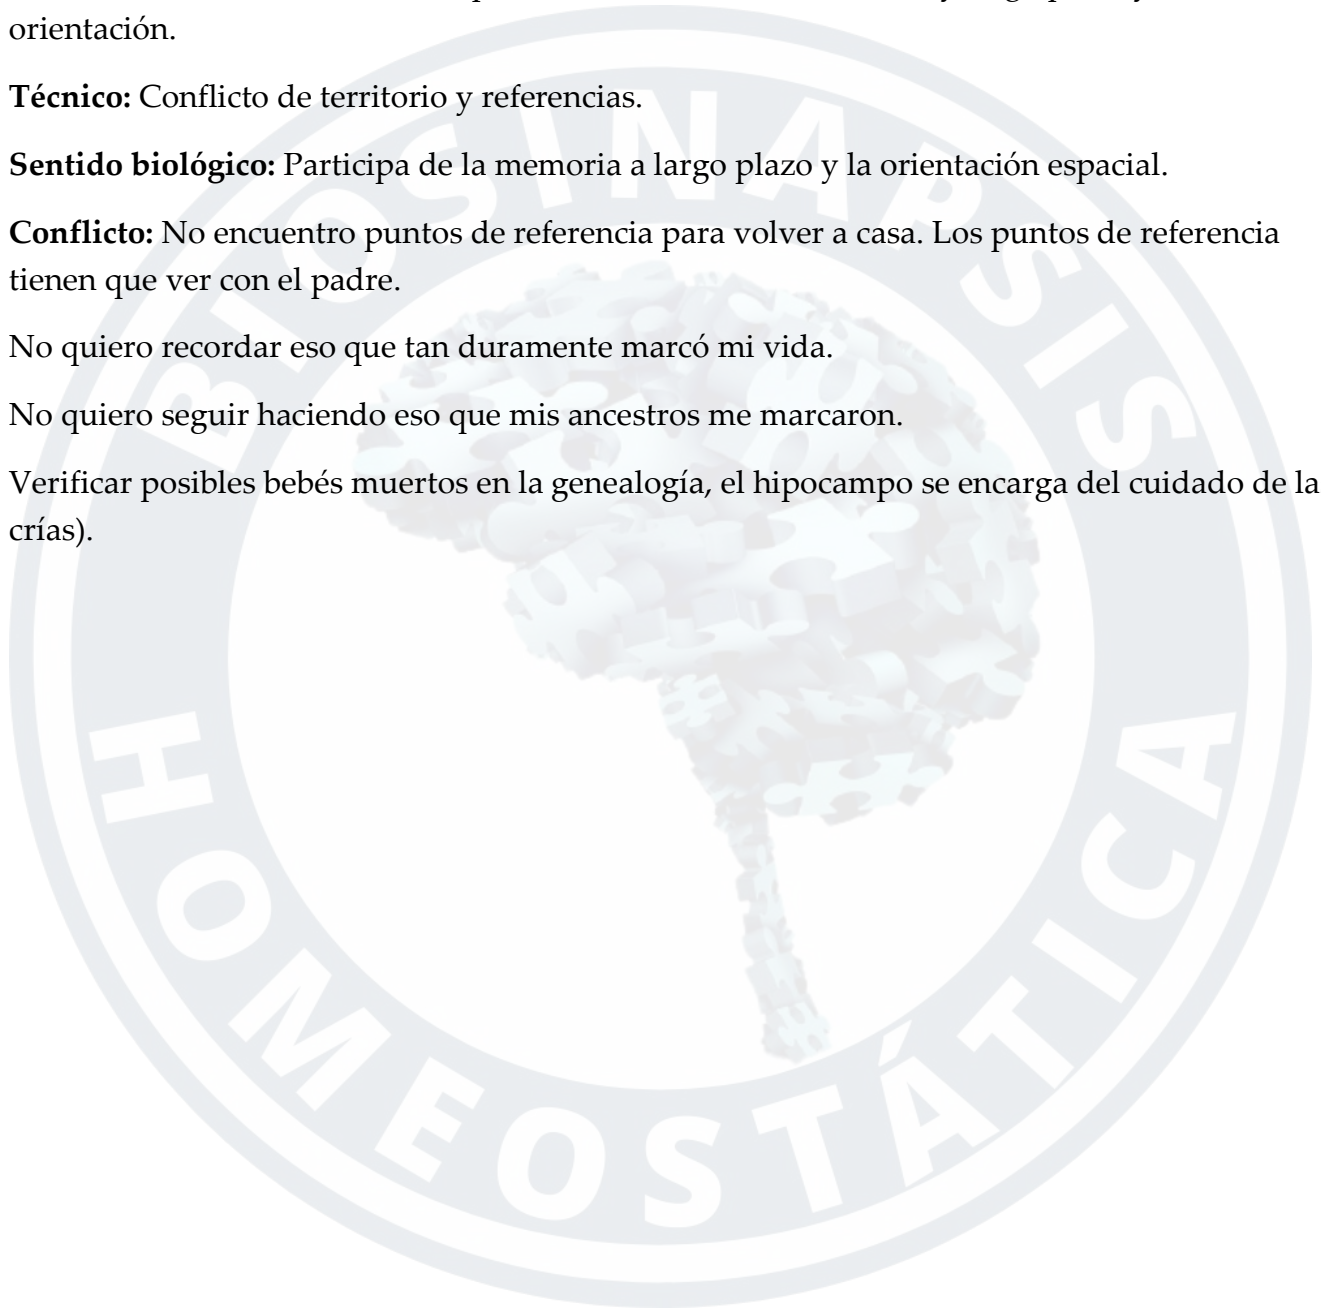 orientación.
Técnico: Conflicto de territorio y referencias.
Sentido biológico: Participa de la memoria a largo plazo y la orientación espacial.
Conflicto: No encuentro puntos de referencia para volver a casa. Los puntos de referencia
tienen que ver con el padre.
No quiero recordar eso que tan duramente marcó mi vida.
No quiero seguir haciendo eso que mis ancestros me marcaron.
Verificar posibles bebés muertos en la genealogía, el hipocampo se encarga del cuidado de la
crías).
BIOSINAPSIS
HOMEOSTÁTICA